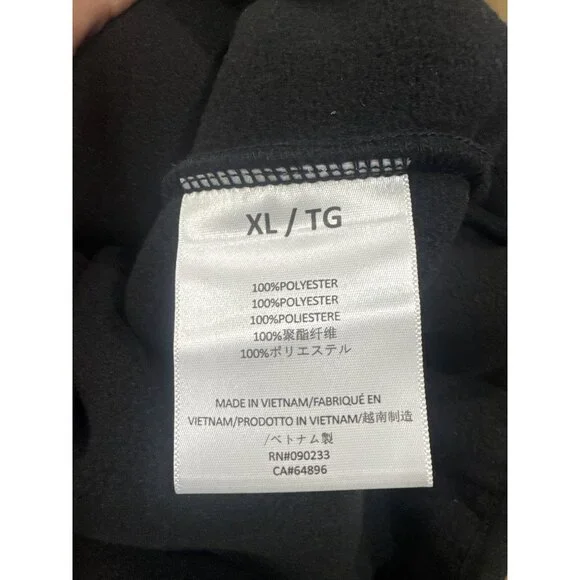 XL / TG
100%POLYESTER
100%POLYESTER
100%POLIESTERE
100%聚酯纤维
100%ポリエステル
MADE IN VIETNAM/FABRIQUÉ EN
VIETNAM/PRODOTTO IN VIETNAM/越南制造
/ベトナム製
RN#090233
CA#64896